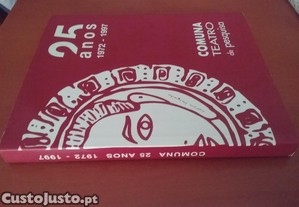 25
anos
1972 - 1997
COMUNA
TEATRO
de pesquisa
COMUNA 25 ANOS 1972 - 1997
CustoJusto.pt